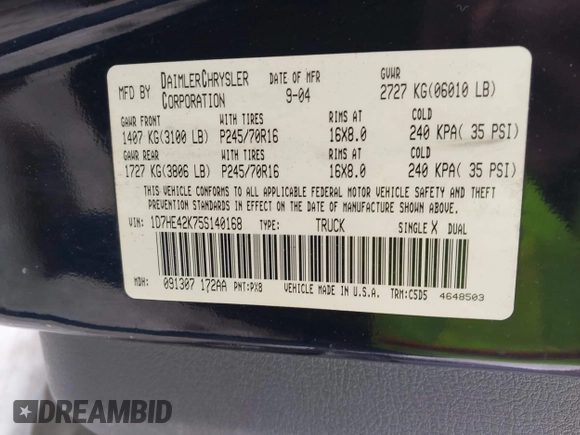 MFD BY DAIMLERCHRYSLER CORPORATION DATE OF MFR 9-04 GVWR 2727 KG(06010 LB)
GAWR FRONT WITH TIRES RIMS AT COLD
1407 KG(3100 LB) P245/70R16 16X8.0 240 KPA( 35 PSI)
GAWR REAR WITH TIRES RIMS AT COLD
1727 KG(3806 LB) P245/70R16 16X8.0 240 KPA( 35 PSI)
THIS VEHICLE CONFORMS TO ALL APPLICABLE FEDERAL MOTOR VEHICLE SAFETY AND THEFT
PREVENTION STANDARDS IN EFFECT ON THE DATE OF MANUFACTURE SHOWN ABOVE.
VIN: 1D7HE42K75S140168 TYPE: TRUCK SINGLE X DUAL
MDH: 091307 172AA PNT:PX8 VEHICLE MADE IN U.S.A. TRM:C5D5 4648503
DREAMBID